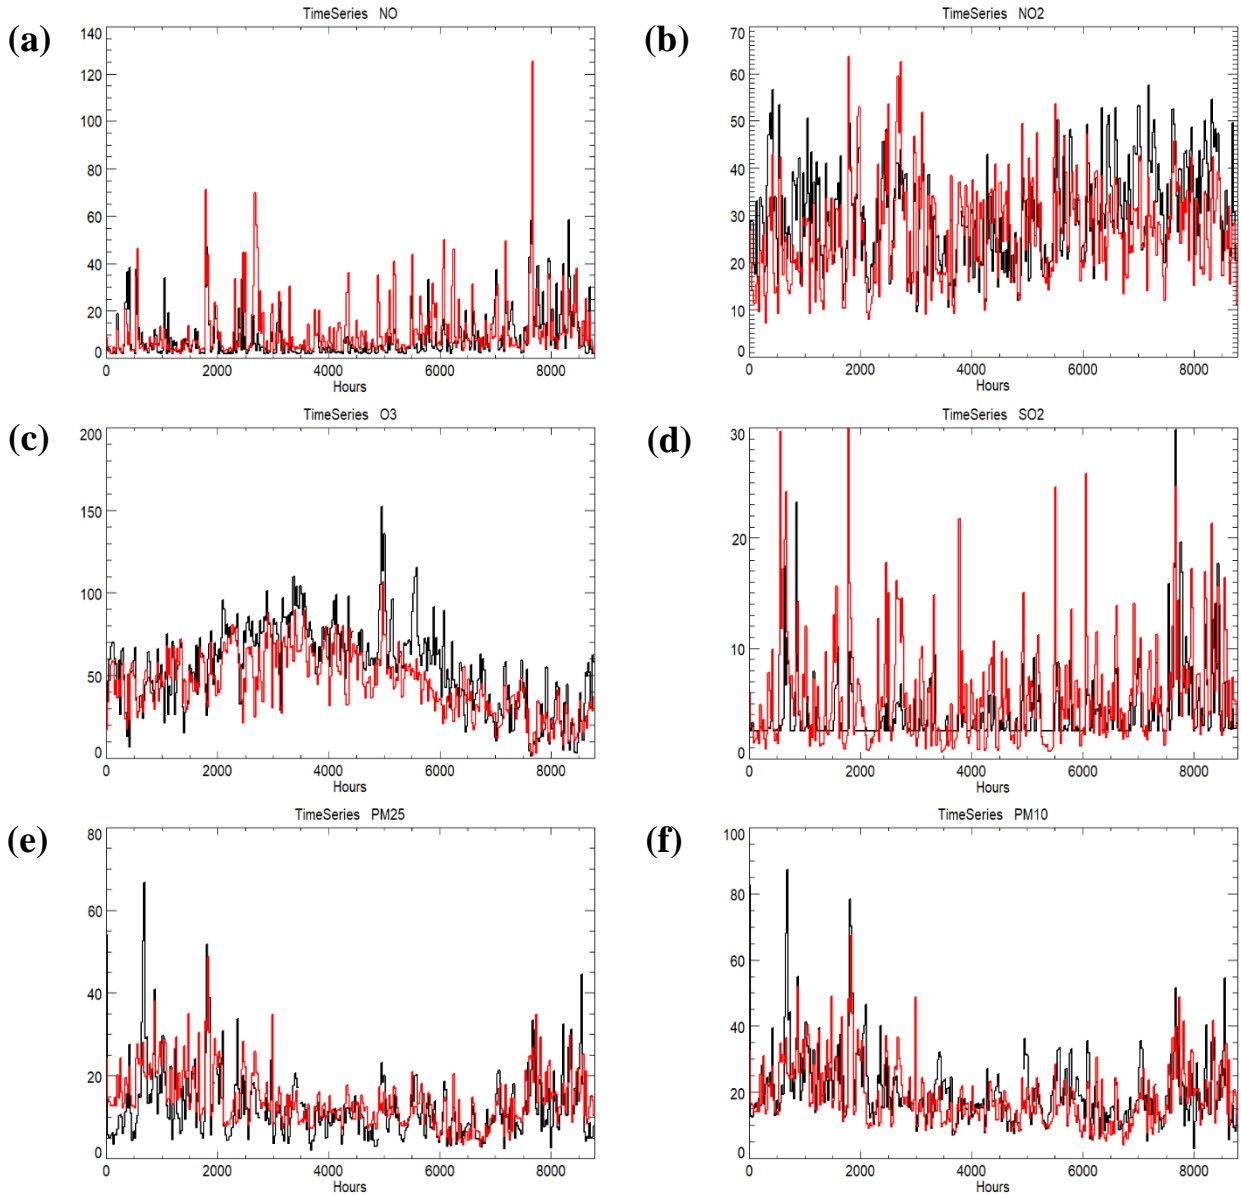 (a)
TimeSeries NO
140
120
100
80
60
40
20
0
0 2000 4000 6000 8000
Hours
(b)
TimeSeries NO2
70
60
50
40
30
20
10
0
0 2000 4000 6000 8000
Hours
(c)
TimeSeries O3
200
150
100
50
0
0 2000 4000 6000 8000
Hours
(d)
TimeSeries SO2
30
20
10
0
0 2000 4000 6000 8000
Hours
(e)
TimeSeries PM25
80
60
40
20
0
0 2000 4000 6000 8000
Hours
(f)
TimeSeries PM10
100
80
60
40
20
0
0 2000 4000 6000 8000
Hours